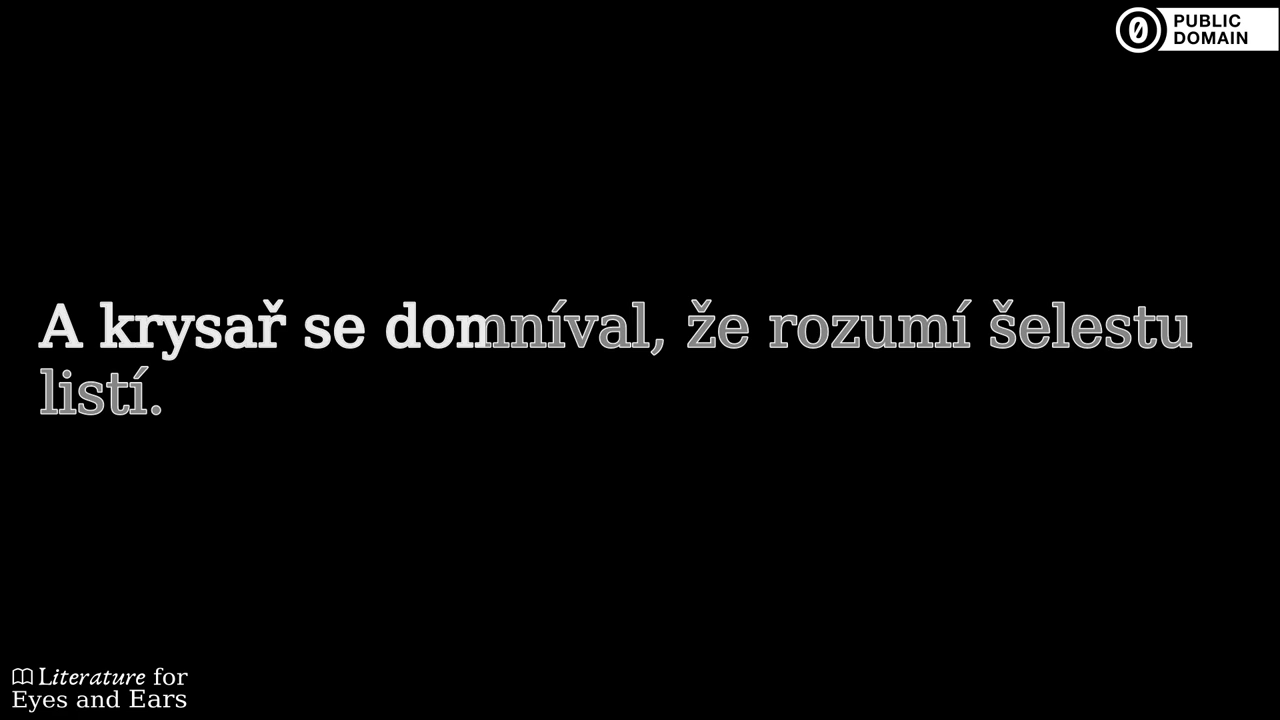 PUBLIC
DOMAIN
A krysař se domníval, že rozumí šelestu
listí.
Literature for
Eyes and Ears